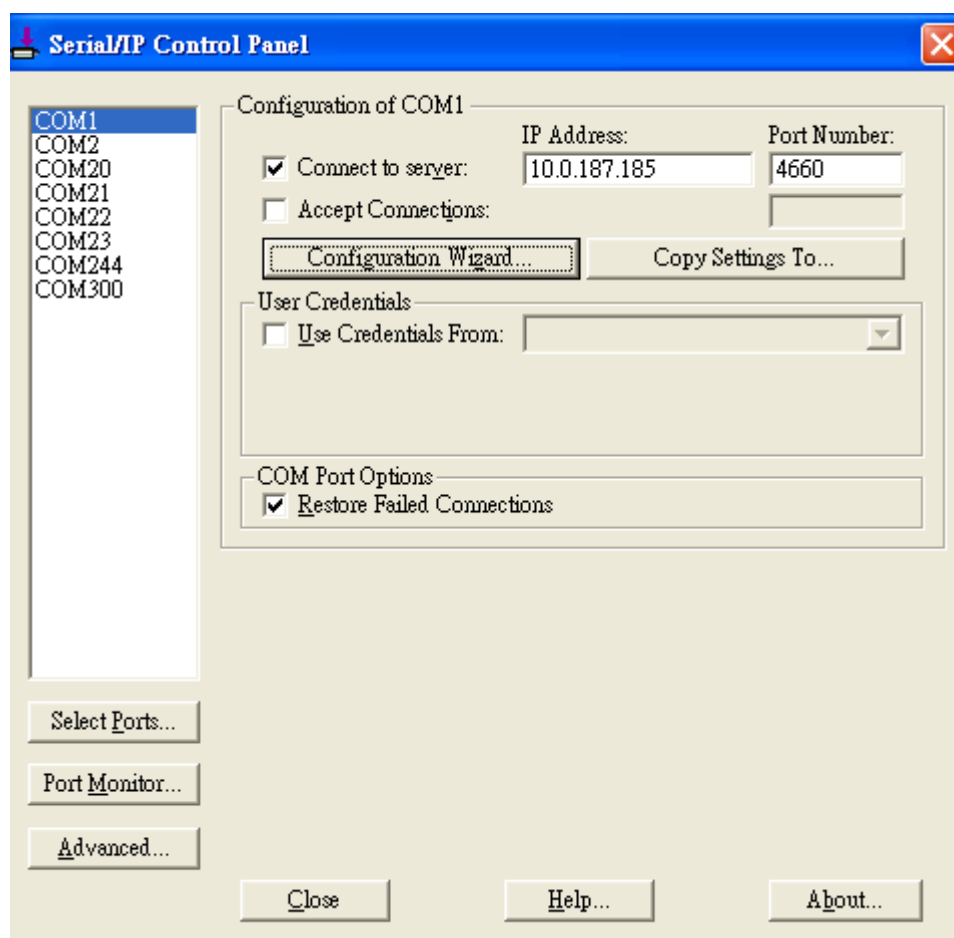 Serial/IP Control Panel
COM1
COM2
COM20
COM21
COM22
COM23
COM244
COM300
Select Ports...
Port Monitor...
Advanced...
Configuration of COM1
IP Address: Port Number:
Connect to server: 10.0.187.185 4660
Accept Connections:
Configuration Wizard... Copy Settings To...
User Credentials
Use Credentials From:
COM Port Options
Restore Failed Connections
Close Help... About...